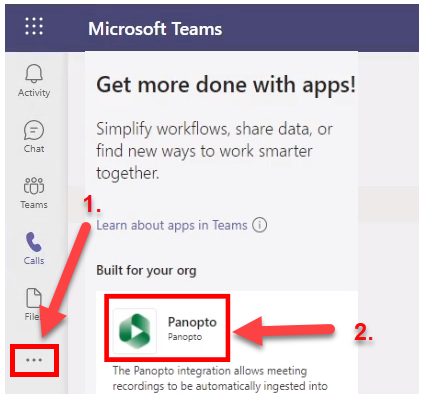 Microsoft Teams
Activity
Chat
Teams
Calls
File
...
1.
Get more done with apps!
Simplify workflows, share data, or
find new ways to work smarter
together.
Learn about apps in Teams
Built for your org
Panopto
Panopto
2.
The Panopto integration allows meeting
recordings to be automatically ingested into